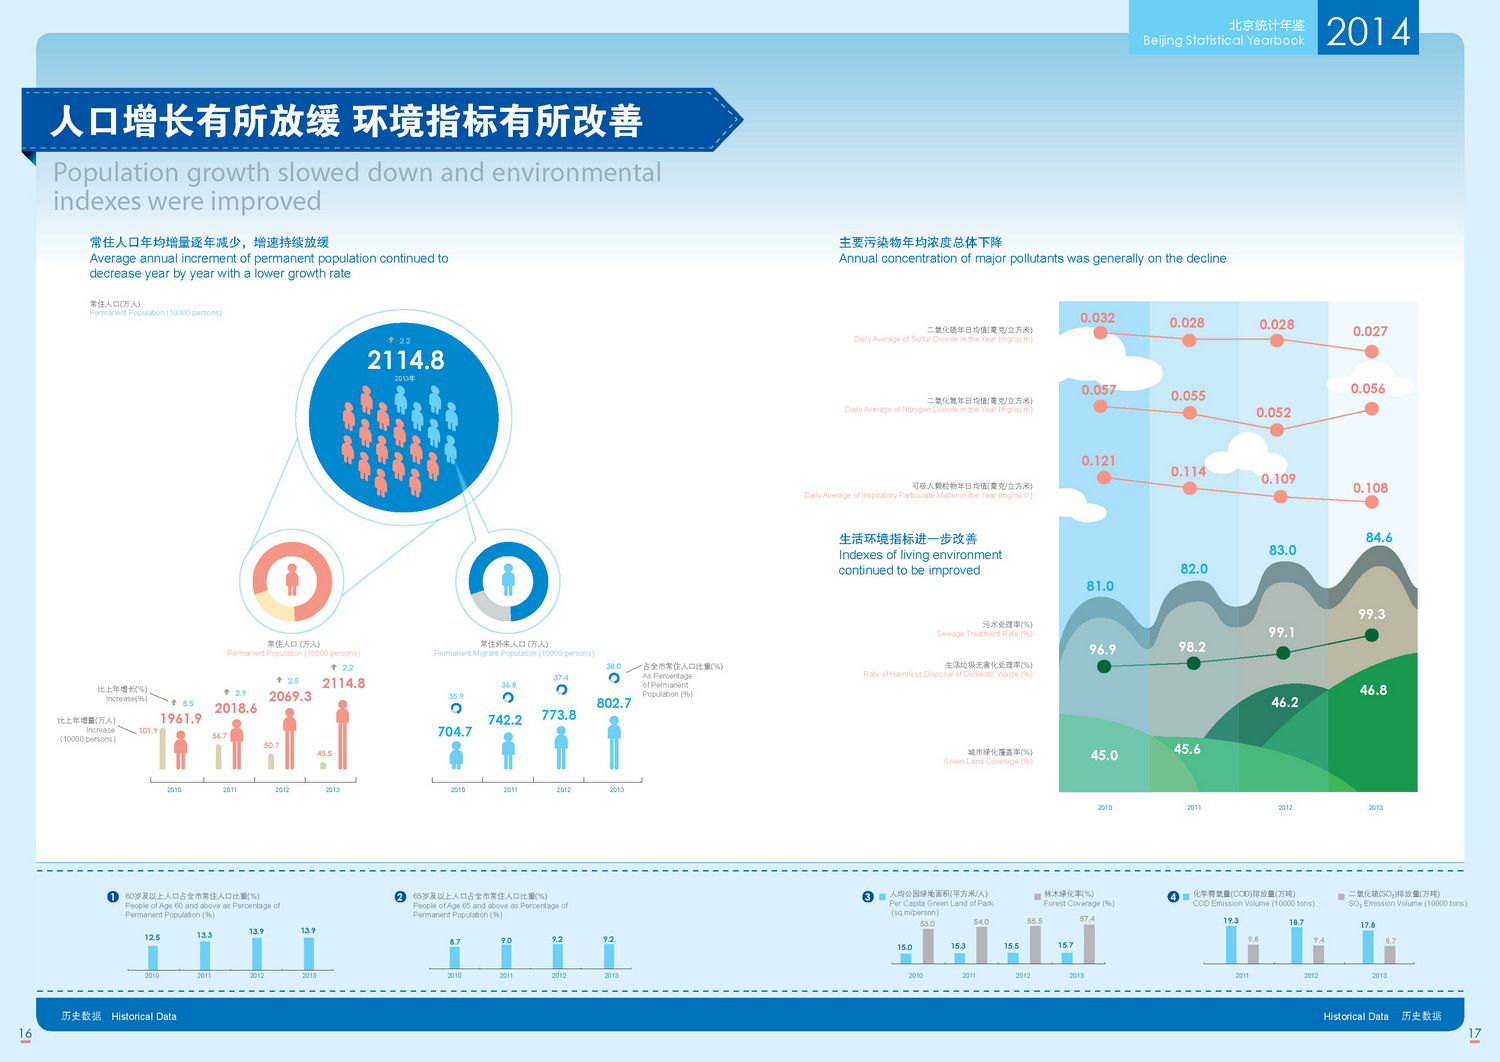 北京统计年鉴
Beijing Statistical Yearbook
2014
人口增长有所放缓 环境指标有所改善
Population growth slowed down and environmental
indexes were improved
常住人口年均增量逐年减少，增速持续放缓
Average annual increment of permanent population continued to
decrease year by year with a lower growth rate
常住人口(万人)
Permanent Population (10000 persons)
2.2
2114.8
2013年
常住人口 (万人)
Permanent Population (10000 persons)
比上年增长(%)
Increase(%)
比上年增量(万人)
Increase
(10000 persons)
5.5
1961.9
101.9
2.9
2018.6
56.7
2.5
2069.3
50.7
2.2
2114.8
45.5
2010
2011
2012
2013
常住外来人口 (万人)
Permanent Migrant Population (10000 persons)
占全市常住人口比重(%)
As Percentage
of Permanent
Population (%)
35.9
704.7
36.8
742.2
37.4
773.8
38.0
802.7
2010
2011
2012
2013
主要污染物年均浓度总体下降
Annual concentration of major pollutants was generally on the decline
二氧化硫年日均值(毫克/立方米)
Daily Average of Sulfur Dioxide in the Year (mg/cu.m)
0.032
0.028
0.028
0.027
二氧化氮年日均值(毫克/立方米)
Daily Average of Nitrogen Dioxide in the Year (mg/cu.m)
0.057
0.055
0.052
0.056
可吸入颗粒物年日均值(毫克/立方米)
Daily Average of Inspiratory Particulate Matter in the Year (mg/cu.m)
0.121
0.114
0.109
0.108
生活环境指标进一步改善
Indexes of living environment
continued to be improved
污水处理率(%)
Sewage Treatment Rate (%)
81.0
82.0
83.0
84.6
生活垃圾无害化处理率(%)
Rate of Harmless Disposal of Domestic Waste (%)
96.9
98.2
99.1
99.3
城市绿化覆盖率(%)
Green Land Coverage (%)
45.0
45.6
46.2
46.8
2010
2011
2012
2013
1
60岁及以上人口占全市常住人口比重(%)
People of Age 60 and above as Percentage of
Permanent Population (%)
12.5
13.3
13.9
13.9
2010
2011
2012
2013
2
65岁及以上人口占全市常住人口比重(%)
People of Age 65 and above as Percentage of
Permanent Population (%)
8.7
9.0
9.2
9.2
2010
2011
2012
2013
3
人均公园绿地面积(平方米/人)
Per Capita Green Land of Park
(sq.m/person)
林木绿化率(%)
Forest Coverage (%)
15.0
53.0
15.3
54.0
15.5
55.5
15.7
57.4
2010
2011
2012
2013
4
化学需氧量(COD)排放量(万吨)
COD Emission Volume (10000 tons)
二氧化硫(SO₂)排放量(万吨)
SO₂ Emission Volume (10000 tons)
19.3
9.8
18.7
9.4
17.8
8.7
2011
2012
2013
历史数据 Historical Data
Historical Data 历史数据
16
17